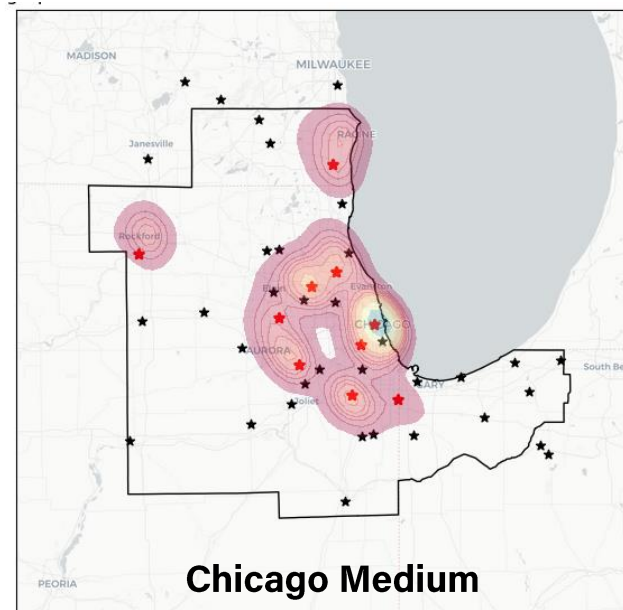 MADISON
MILWAUKEE
RACINE
Janesville
Rockford
Elgin
Evanston
CHICAGO
AURORA
South Be
GARY
Joliet
PEORIA
Chicago Medium